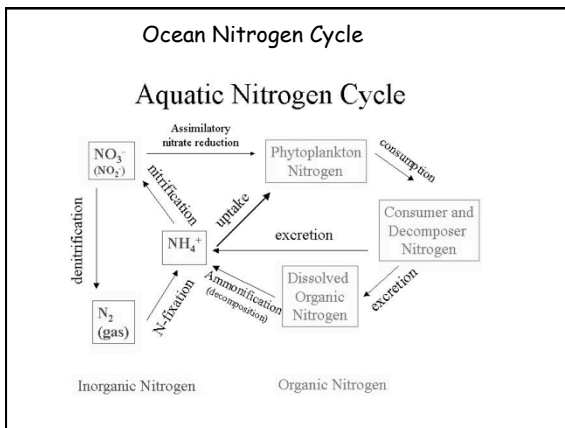 Ocean Nitrogen Cycle
Aquatic Nitrogen Cycle
Assimilatory
nitrate reduction
NO₃⁻
(NO₂⁻)
Phytoplankton
Nitrogen
consumption
nitrification
uptake
denitrification
NH₄⁺
excretion
Consumer and
Decomposer
Nitrogen
Dissolved
Organic
Nitrogen
excretion
Ammonification
(decomposition)
N-fixation
N₂
(gas)
Inorganic Nitrogen
Organic Nitrogen